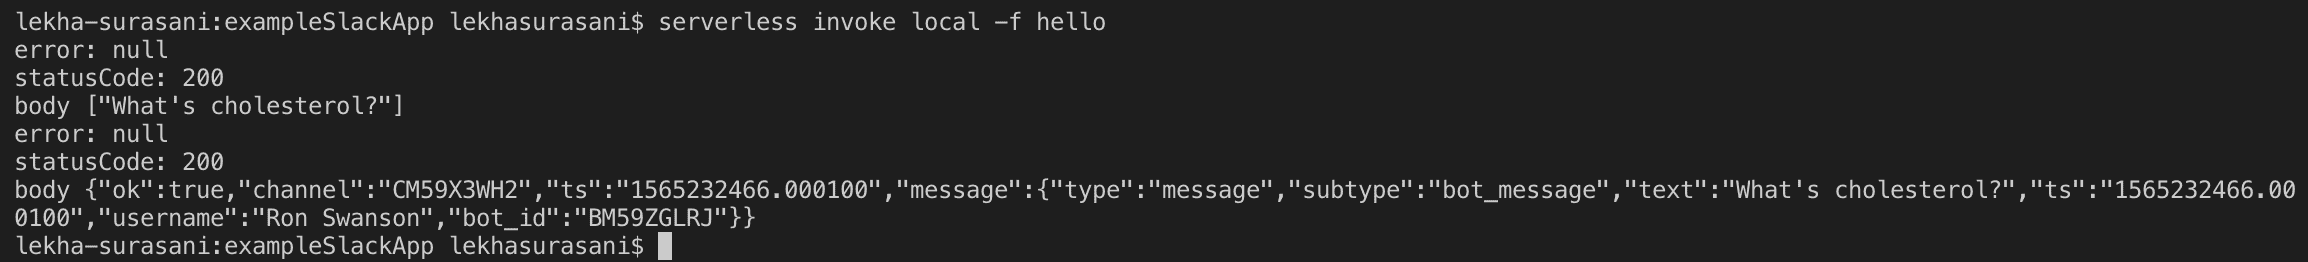 lekha-surasani:exampleSlackApp lekhasurasani$ serverless invoke local -f hello
error: null
statusCode: 200
body ["What's cholesterol?"]
error: null
statusCode: 200
body {"ok":true,"channel":"CM59X3WH2","ts":"1565232466.000100","message":{"type":"message","subtype":"bot_message","text":"What's cholesterol?","ts":"1565232466.00
0100","username":"Ron Swanson","bot_id":"BM59ZGLRJ"}}
lekha-surasani:exampleSlackApp lekhasurasani$